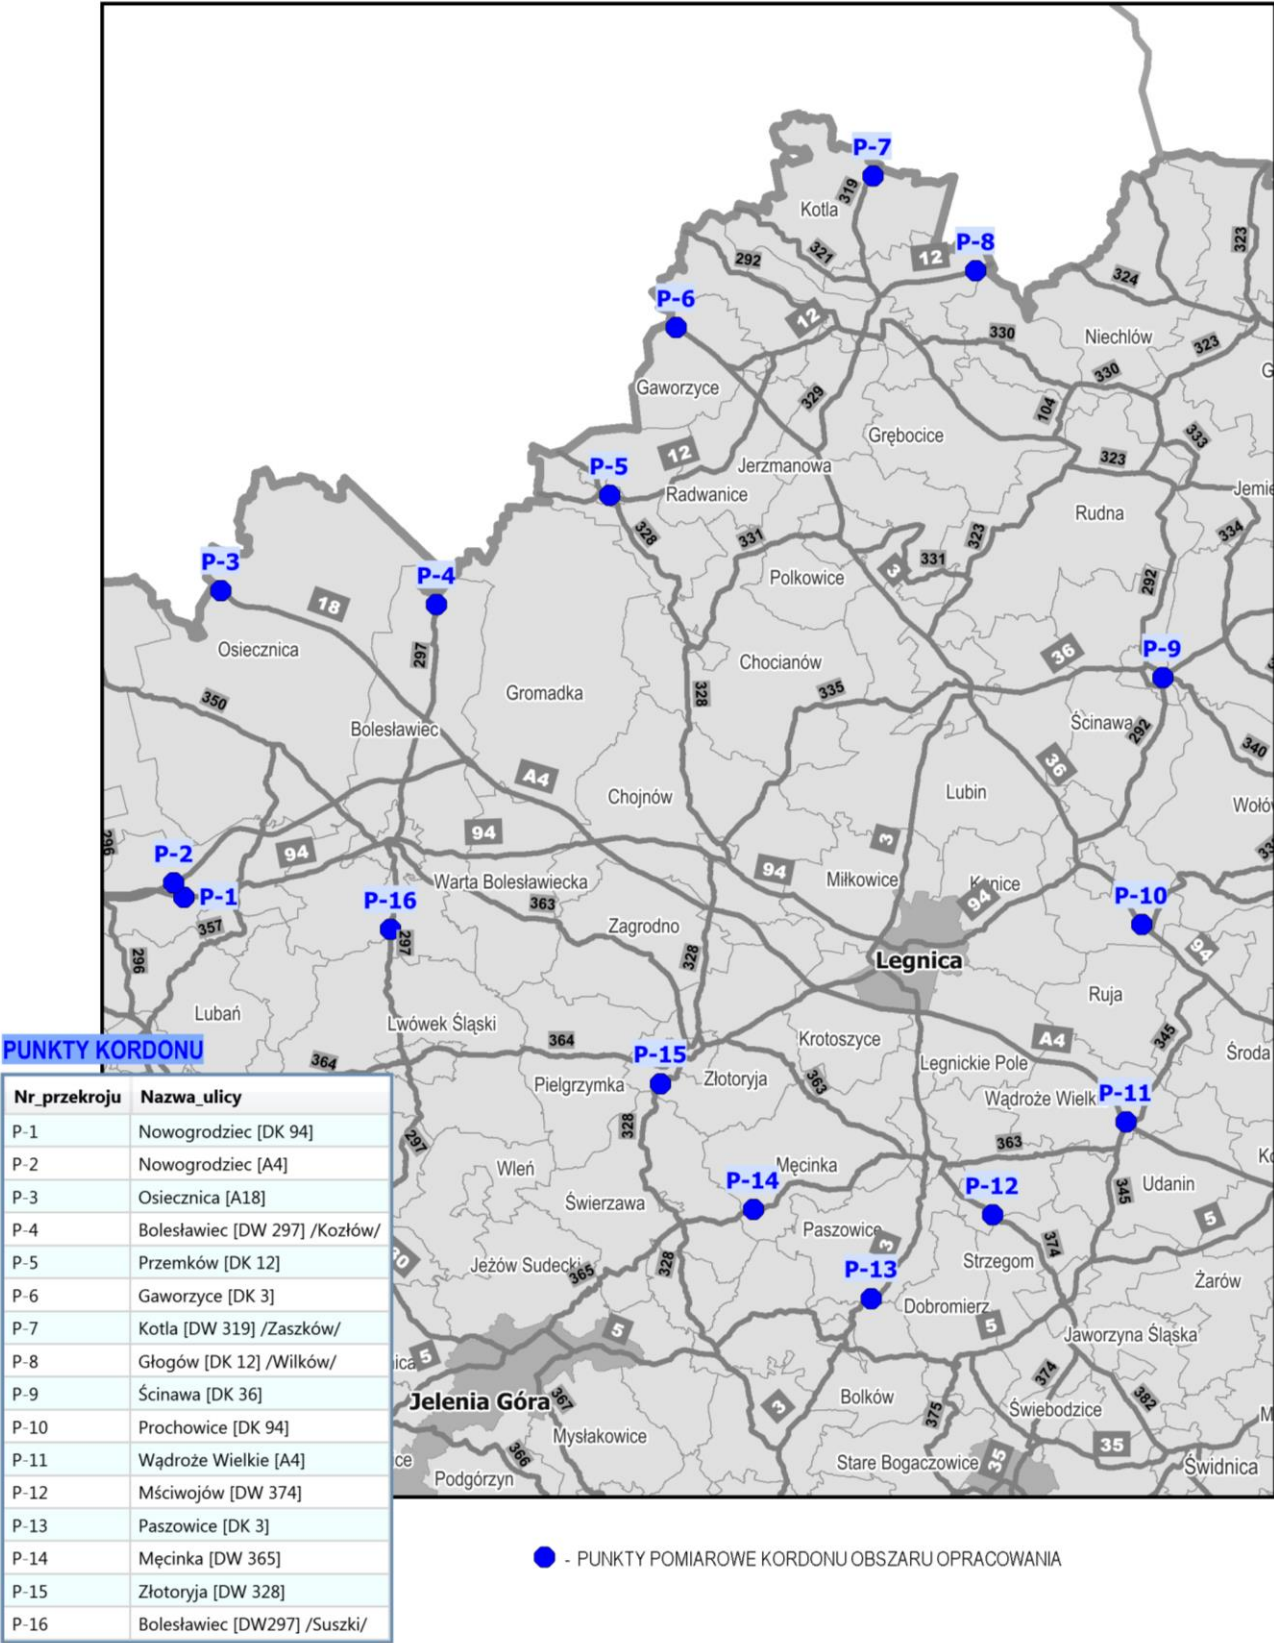 P-7
319
Kotla
P-8
12
323
321
292
324
P-6
12
330
Niechlów
323
330
Gaworzyce
329
104
Grębocice
333
12
323
P-5
Jerzmanowa
Radwanice
Jemie
Rudna
328
331
323
334
P-3
331
P-4
3
Polkowice
292
18
Osiecznica
297
36
P-9
Chocianów
328
335
Gromadka
350
Ścinawa
292
Bolesławiec
340
36
A4
Chojnów
Lubin
Wołów
94
3
296
94
P-2
94
Miłkowice
Warta Bolesławiecka
94
P-1
P-16
363
P-10
357
Zagrodno
297
94
296
328
Legnica
Ruja
Lubań
Lwówek Śląski
345
364
Krotoszyce
A4
Środa
PUNKTY KORDONU
364
P-15
Legnickie Pole
Pielgrzymka
Złotoryja
363
Wądroże Wielk
P-11
328
297
363
Wleń
Męcinka
P-14
P-12
345
Udanin
Świerzawa
5
Paszowice
3
374
328
Jeżów Sudecki
365
Strzegom
P-13
Żarów
Dobromierz
5
5
5
Jaworzyna Śląska
374
Jelenia Góra
367
3
Bolków
375
Świebodzice
382
Mysłakowice
366
35
Stare Bogaczowice
35
Podgórzyn
Świdnica
Nr_przekroju Nazwa_ulicy
P-1 Nowogrodziec [DK 94]
P-2 Nowogrodziec [A4]
P-3 Osiecznica [A18]
P-4 Bolesławiec [DW 297] /Kozłów/
P-5 Przemków [DK 12]
P-6 Gaworzyce [DK 3]
P-7 Kotla [DW 319] /Zaszków/
P-8 Głogów [DK 12] /Wilków/
P-9 Ścinawa [DK 36]
P-10 Prochowice [DK 94]
P-11 Wądroże Wielkie [A4]
P-12 Mściwojów [DW 374]
P-13 Paszowice [DK 3]
P-14 Męcinka [DW 365]
P-15 Złotoryja [DW 328]
P-16 Bolesławiec [DW297] /Suszki/
- PUNKTY POMIAROWE KORDONU OBSZARU OPRACOWANIA